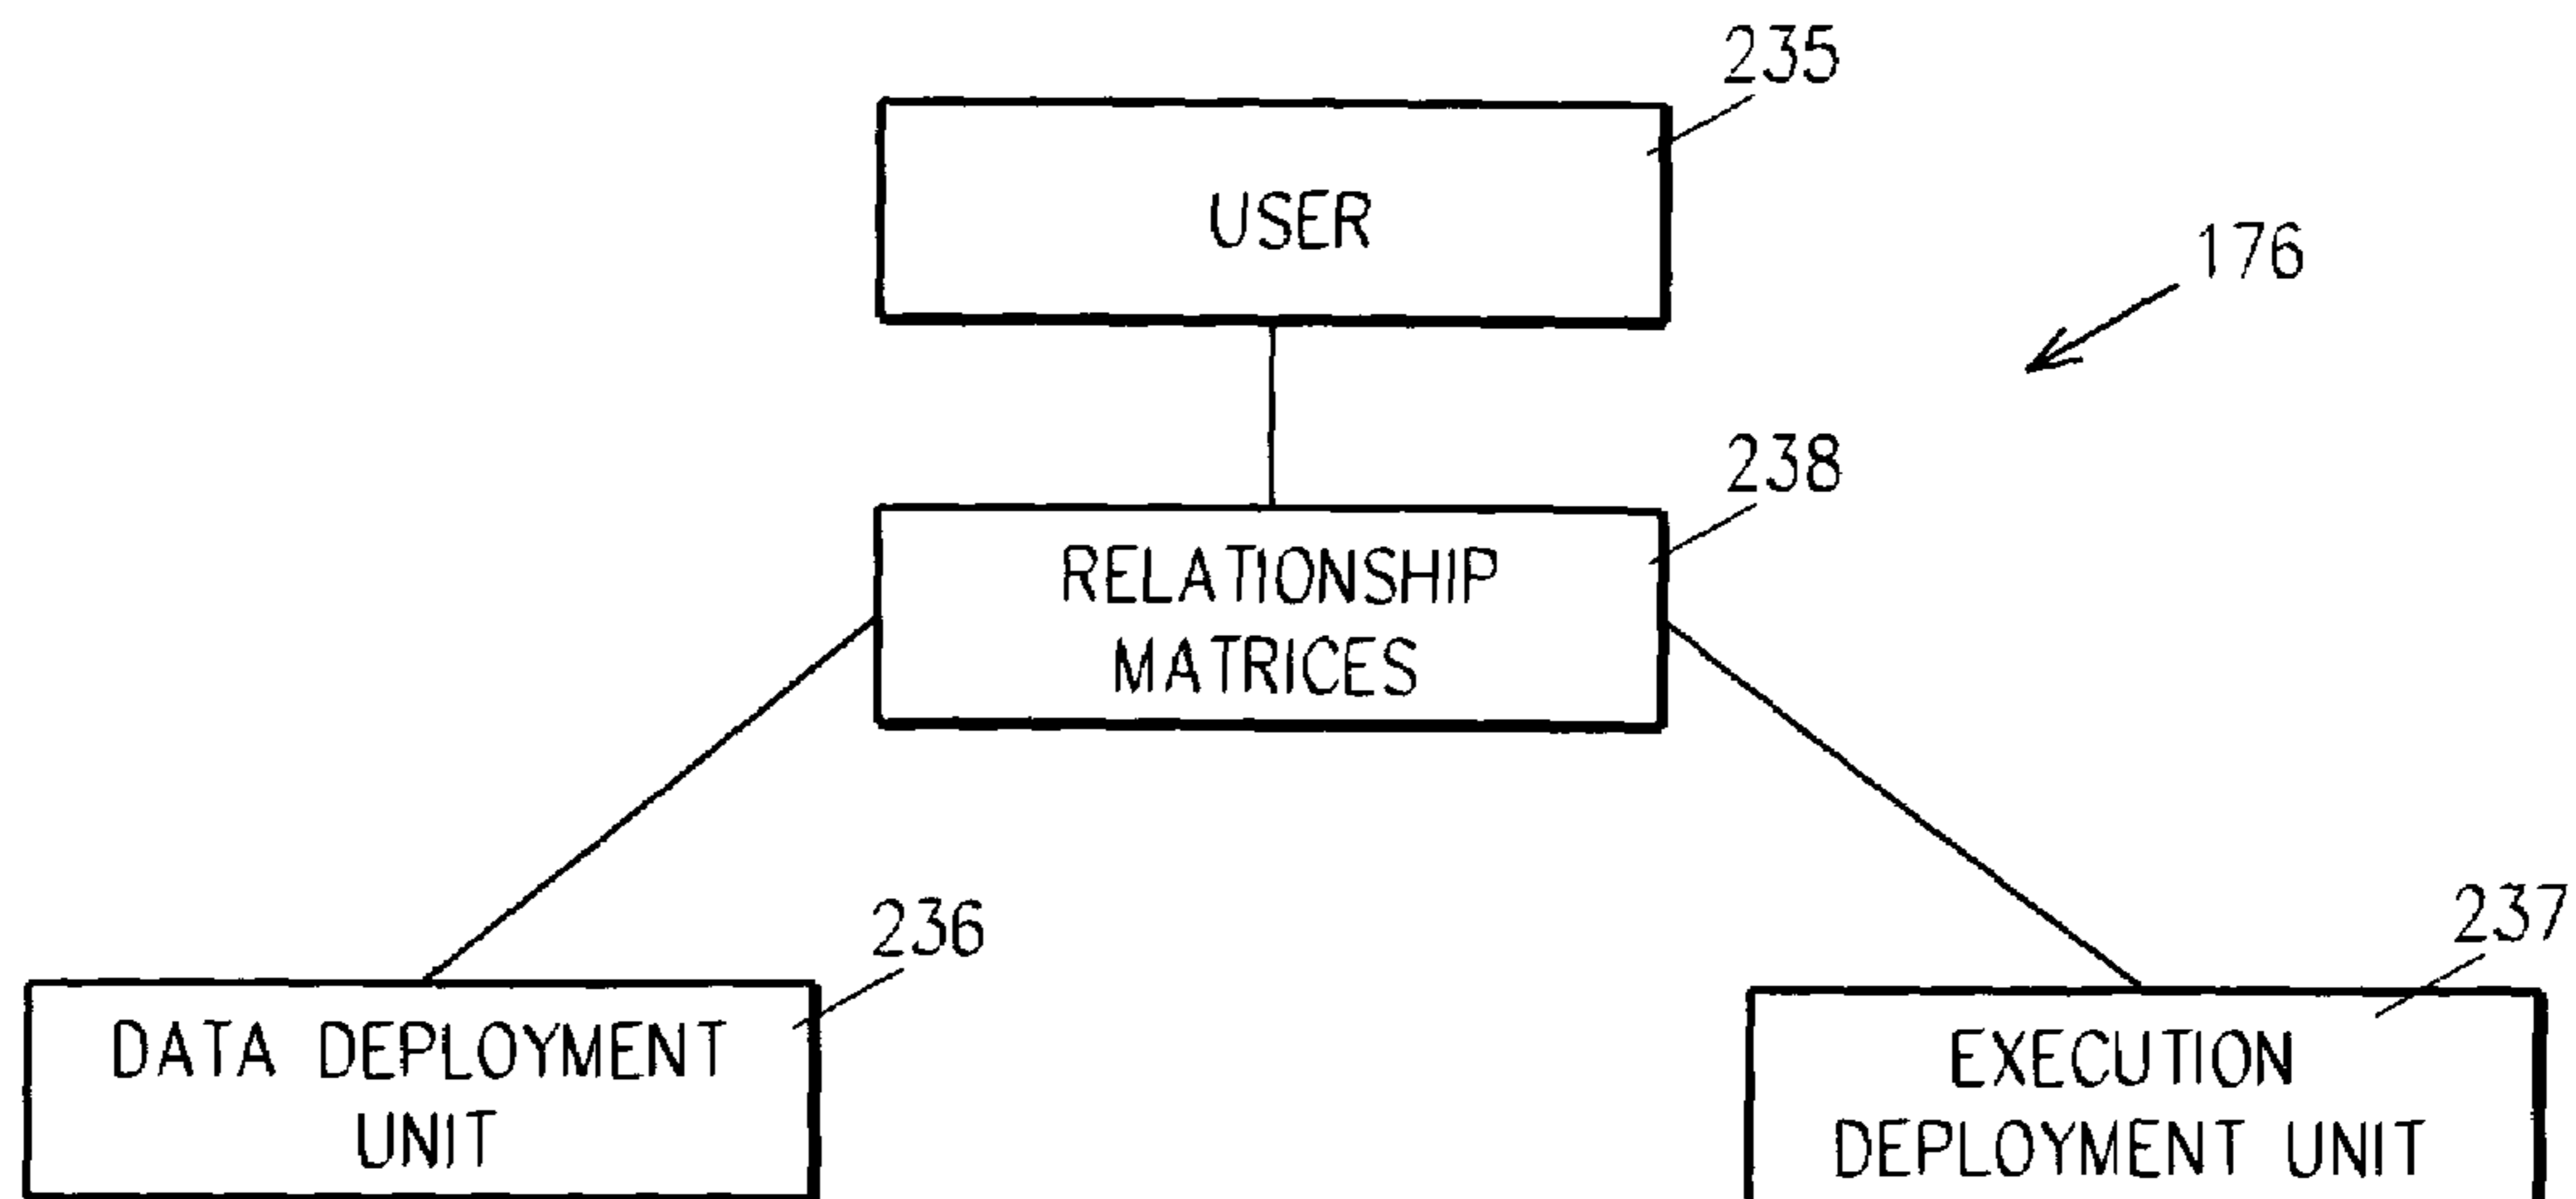 235
USER
176
238
RELATIONSHIP
MATRICES
236
237
DATA DEPLOYMENT
UNIT
EXECUTION
DEPLOYMENT UNIT